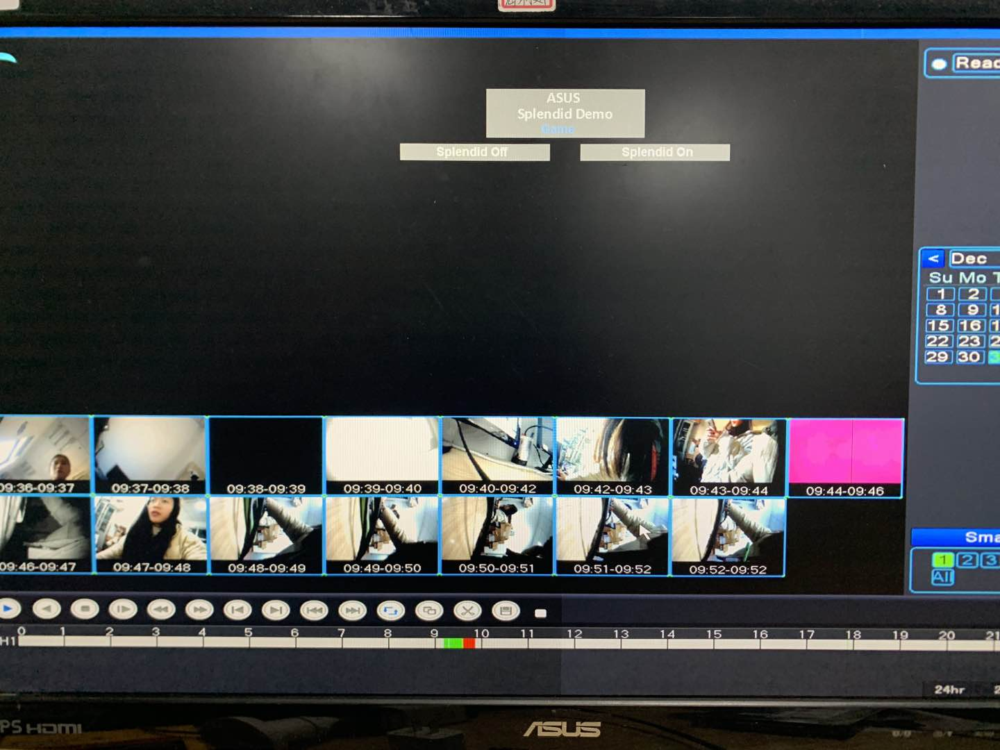 ASUS
Splendid Demo
Game
Splendid Off
Splendid On
<
Dec
Su Mo
1 2
8 9
15 16
22 23
29 30
09:36-09:37
09:37-09:38
09:38-09:39
09:39-09:40
09:40-09:42
09:42-09:43
09:43-09:44
09:44-09:46
09:46-09:47
09:47-09:48
09:48-09:49
09:49-09:50
09:50-09:51
09:51-09:52
09:52-09:52
1 2 3
All
0 1 2 3 4 5 6 7 8 9 10 11 12 13 14 15 16 17 18 19 20 21
H1
24hr
HDMI
ASUS